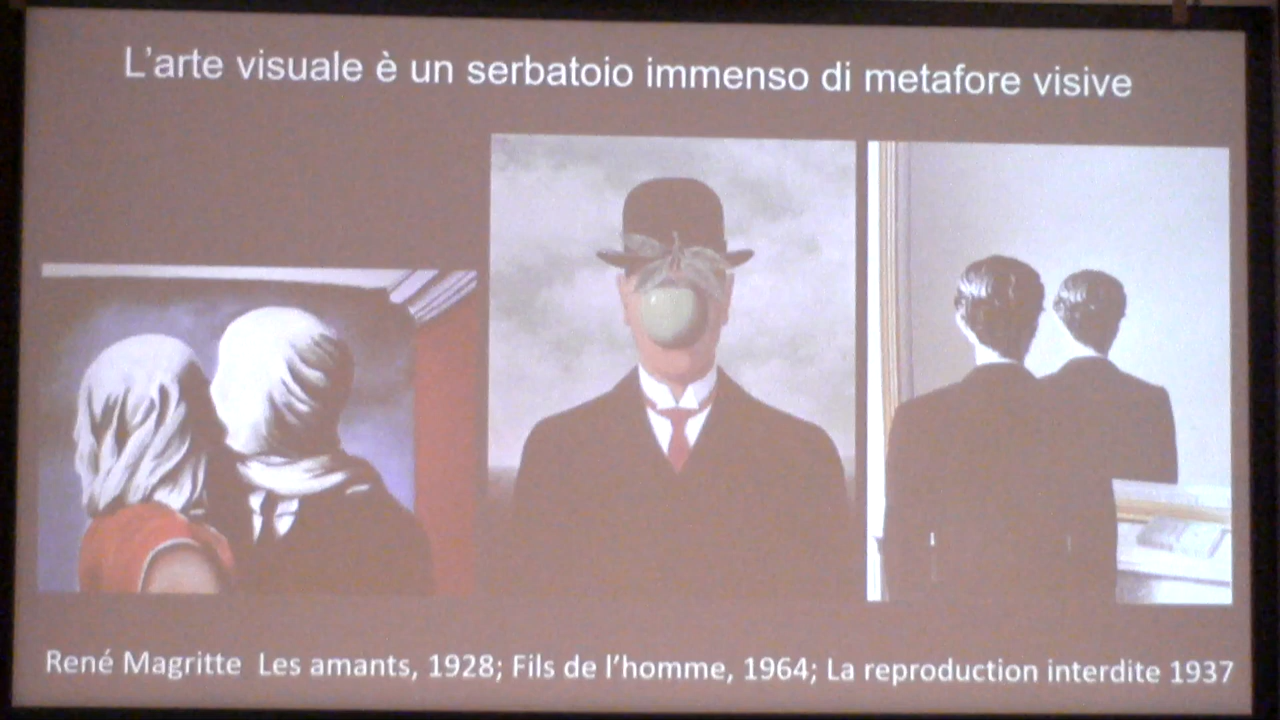 L'arte visuale è un serbatoio immenso di metafore visive
René Magritte Les amants, 1928; Fils de l'homme, 1964; La reproduction interdite 1937